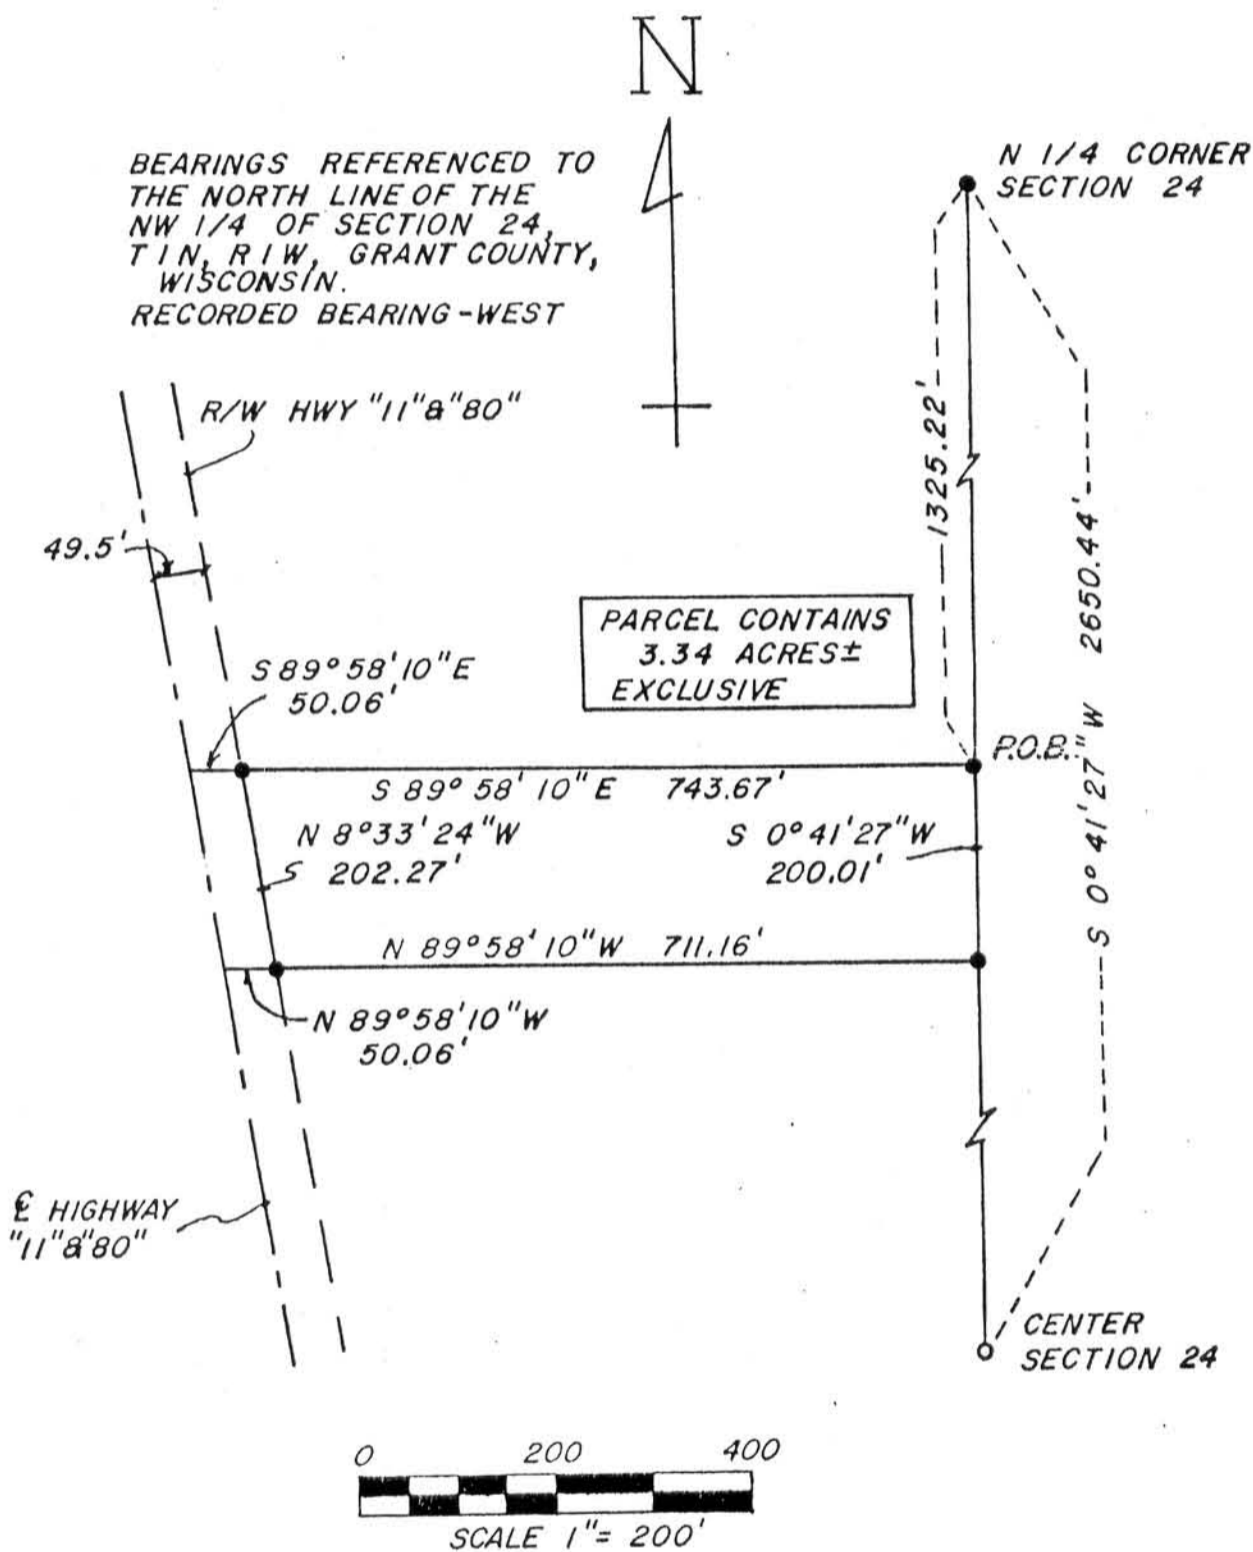 N
BEARINGS REFERENCED TO
THE NORTH LINE OF THE
NW 1/4 OF SECTION 24,
T1N, R1W, GRANT COUNTY,
WISCONSIN.
RECORDED BEARING-WEST
N 1/4 CORNER
SECTION 24
R/W HWY "11"&"80"
1325.22'
S 0°41'27"W 2650.44'
49.5'
PARCEL CONTAINS
3.34 ACRES±
EXCLUSIVE
S 89°58'10"E
50.06'
P.O.B.
S 89°58'10"E 743.67'
N 8°33'24"W
202.27'
S 0°41'27"W
200.01'
N 89°58'10"W 711.16'
N 89°58'10"W
50.06'
℄ HIGHWAY
"11"&"80"
CENTER
SECTION 24
0 200 400
SCALE 1"= 200'